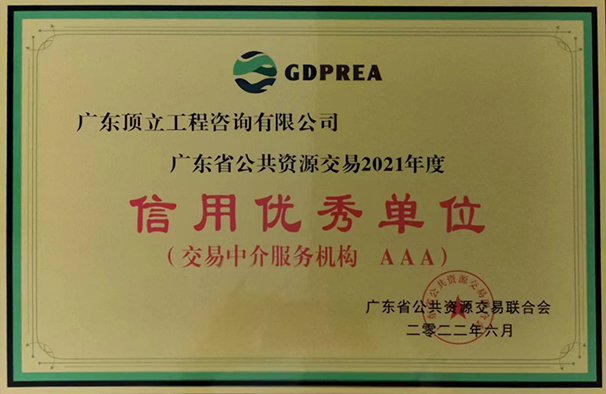 GDPREA
广东顶立工程咨询有限公司
广东省公共资源交易2021年度
信用优秀单位
（交易中介服务机构 AAA）
广东省公共资源交易联合会
二零二二年六月